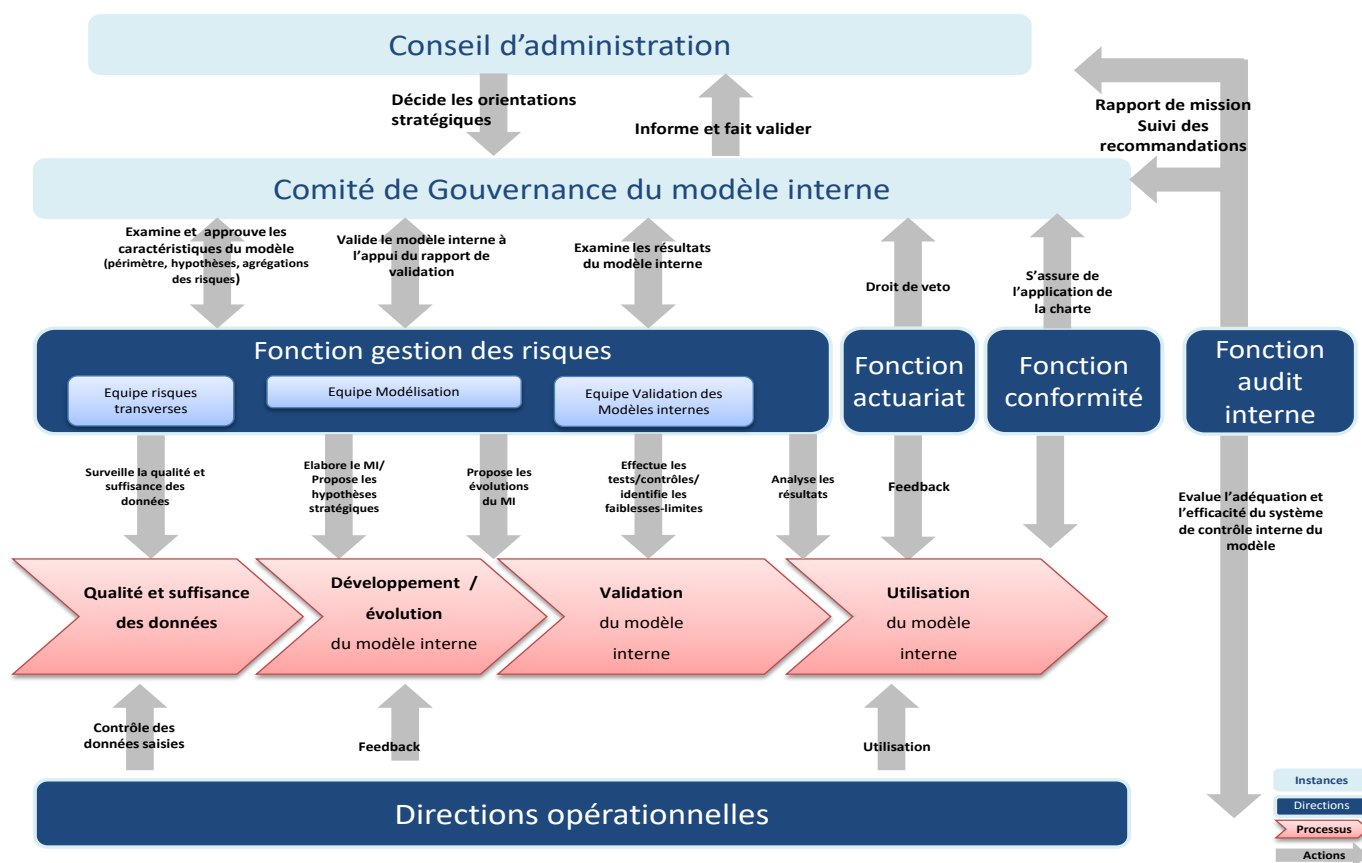 Conseil d'administration
Décide les orientations
stratégiques
Informe et fait valider
Rapport de mission
Suivi des
recommandations
Comité de Gouvernance du modèle interne
Examine et approuve les
caractéristiques du modèle
(périmètre, hypothèses, agrégations
des risques)
Valide le modèle interne à
l'appui du rapport de
validation
Examine les résultats
du modèle interne
Droit de veto
S'assure de
l'application de
la charte
Fonction gestion des risques
Equipe risques
transverses
Equipe Modélisation
Equipe Validation des
Modèles internes
Fonction
actuariat
Fonction
conformité
Fonction
audit
interne
Surveille la qualité et
suffisance des
données
Elabore le MI/
Propose les
hypothèses
stratégiques
Propose les
évolutions
du MI
Effectue les
tests/contrôles/
identifie les
faiblesses-limites
Analyse les
résultats
Feedback
Evalue l'adéquation et
l'efficacité du système
de contrôle interne du
modèle
Qualité et suffisance
des données
Développement /
évolution
du modèle interne
Validation
du modèle
interne
Utilisation
du modèle
interne
Contrôle des
données saisies
Feedback
Utilisation
Directions opérationnelles
Instances
Directions
Processus
Actions